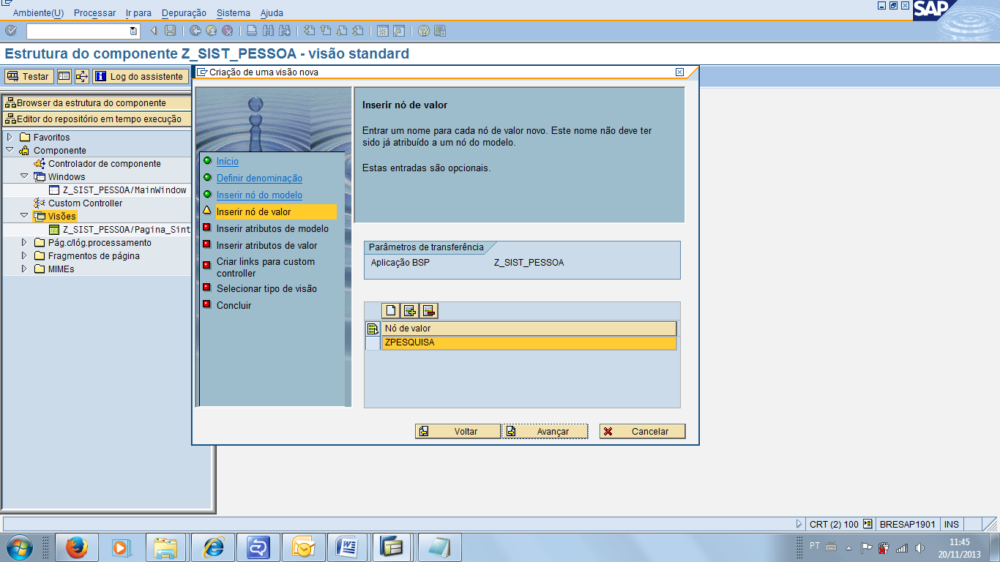 Ambiente(U) Processar Ir para Depuração Sistema Ajuda
SAP
Estrutura do componente Z_SIST_PESSOA - visão standard
Testar Log do assistente
Browser da estrutura do componente
Editor do repositório em tempo execução
Favoritos
Componente
Controlador de componente
Windows
Z_SIST_PESSOA/MainWindow
Custom Controller
Visões
Z_SIST_PESSOA/Pagina_Sint
Pág.c/lóg.processamento
Fragmentos de página
MIMEs
Criação de uma visão nova
Início
Definir denominação
Inserir nó do modelo
Inserir nó de valor
Inserir atributos de modelo
Inserir atributos de valor
Criar links para custom
controller
Selecionar tipo de visão
Concluir
Inserir nó de valor
Entrar um nome para cada nó de valor novo. Este nome não deve ter
sido já atribuído a um nó do modelo.
Estas entradas são opcionais.
Parâmetros de transferência
Aplicação BSP Z_SIST_PESSOA
Nó de valor
ZPESQUISA
Voltar Avançar Cancelar
CRT (2) 100 BRESAP1901 INS
PT 11:45
20/11/2013